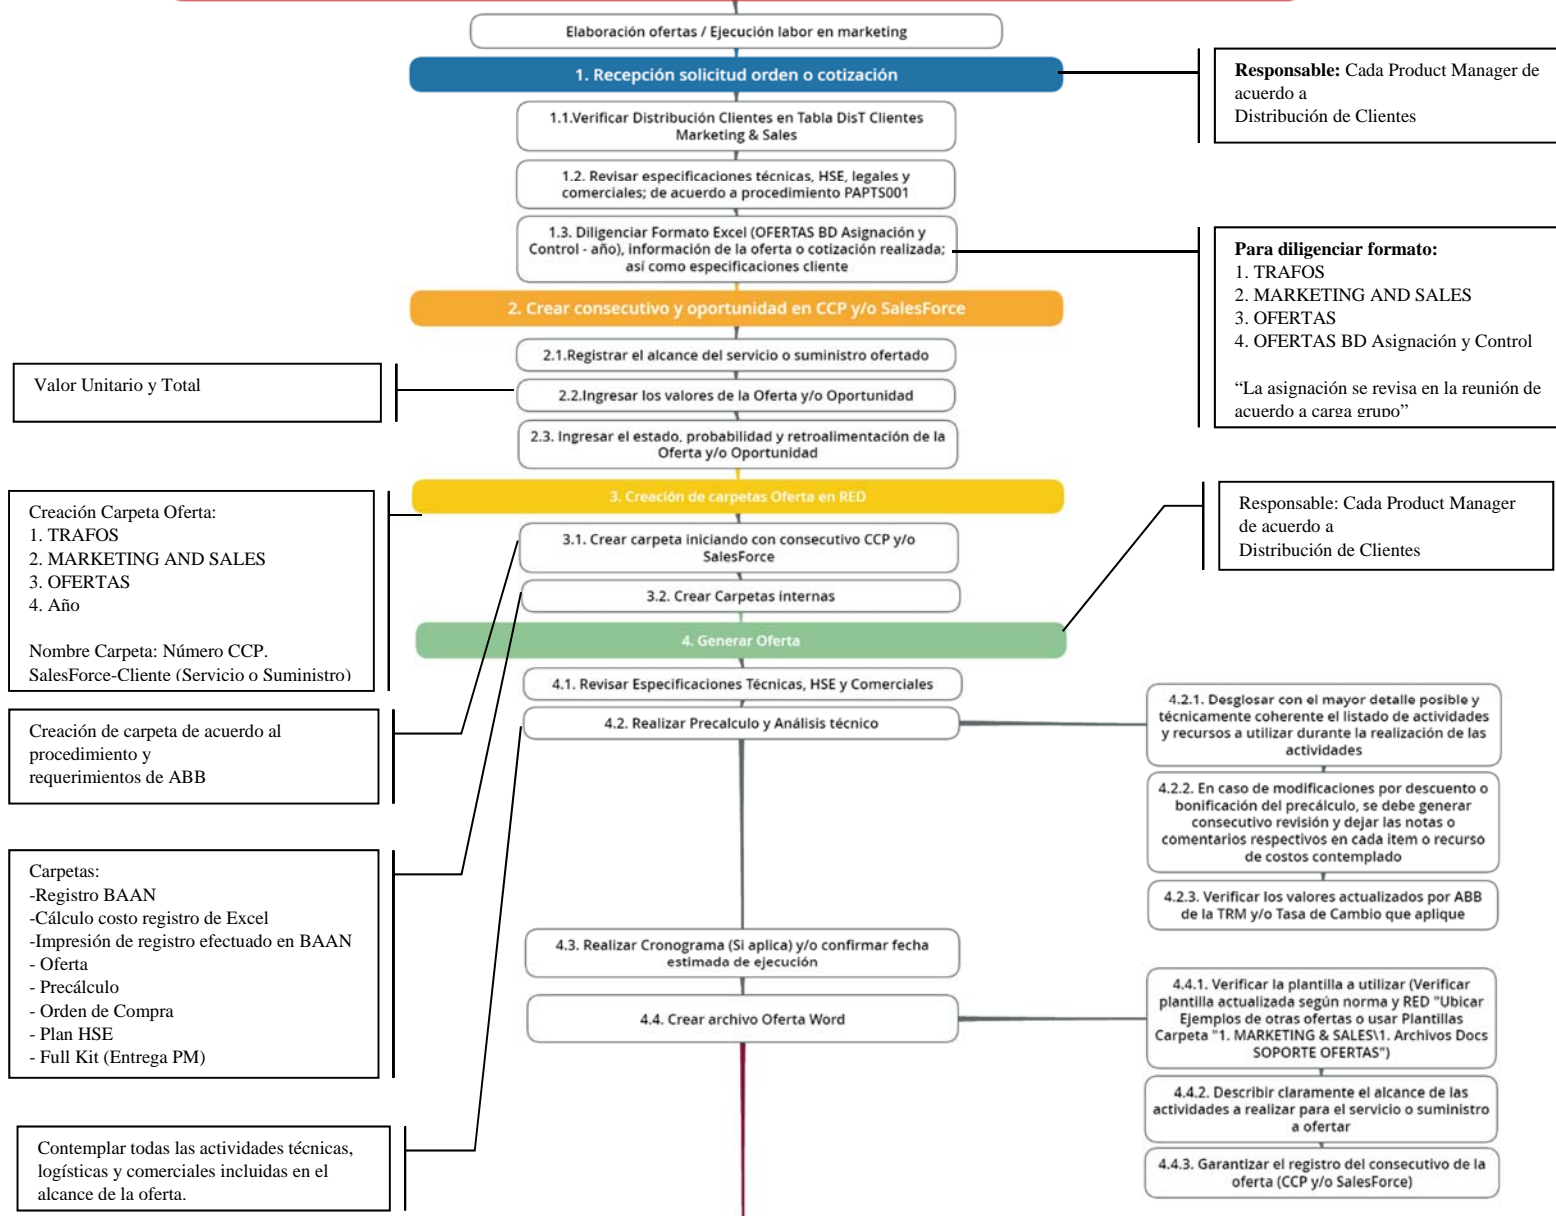 Elaboración ofertas / Ejecución labor en marketing
1. Recepción solicitud orden o cotización
Responsable: Cada Product Manager de
acuerdo a
Distribución de Clientes
1.1.Verificar Distribución Clientes en Tabla DisT Clientes
Marketing & Sales
1.2. Revisar especificaciones técnicas, HSE, legales y
comerciales; de acuerdo a procedimiento PAPTS001
1.3. Diligenciar Formato Excel (OFERTAS BD Asignación y
Control - año), información de la oferta o cotización realizada;
así como especificaciones cliente
Para diligenciar formato:
1. TRAFOS
2. MARKETING AND SALES
3. OFERTAS
4. OFERTAS BD Asignación y Control
“La asignación se revisa en la reunión de
acuerdo a carga grupo”
2. Crear consecutivo y oportunidad en CCP y/o SalesForce
2.1.Registrar el alcance del servicio o suministro ofertado
Valor Unitario y Total
2.2.Ingresar los valores de la Oferta y/o Oportunidad
2.3. Ingresar el estado, probabilidad y retroalimentación de la
Oferta y/o Oportunidad
3. Creación de carpetas Oferta en RED
Creación Carpeta Oferta:
1. TRAFOS
2. MARKETING AND SALES
3. OFERTAS
4. Año
Nombre Carpeta: Número CCP.
SalesForce-Cliente (Servicio o Suministro)
Responsable: Cada Product Manager
de acuerdo a
Distribución de Clientes
3.1. Crear carpeta iniciando con consecutivo CCP y/o
SalesForce
3.2. Crear Carpetas internas
4. Generar Oferta
4.1. Revisar Especificaciones Técnicas, HSE y Comerciales
4.2. Realizar Precalculo y Análisis técnico
4.2.1. Desglosar con el mayor detalle posible y
técnicamente coherente el listado de actividades
y recursos a utilizar durante la realización de las
actividades
Creación de carpeta de acuerdo al
procedimiento y
requerimientos de ABB
4.2.2. En caso de modificaciones por descuento o
bonificación del precálculo, se debe generar
consecutivo revisión y dejar las notas o
comentarios respectivos en cada item o recurso
de costos contemplado
4.2.3. Verificar los valores actualizados por ABB
de la TRM y/o Tasa de Cambio que aplique
Carpetas:
-Registro BAAN
-Cálculo costo registro de Excel
-Impresión de registro efectuado en BAAN
- Oferta
- Precálculo
- Orden de Compra
- Plan HSE
- Full Kit (Entrega PM)
4.3. Realizar Cronograma (Si aplica) y/o confirmar fecha
estimada de ejecución
4.4. Crear archivo Oferta Word
4.4.1. Verificar la plantilla a utilizar (Verificar
plantilla actualizada según norma y RED "Ubicar
Ejemplos de otras ofertas o usar Plantillas
Carpeta "1. MARKETING & SALES\1. Archivos Docs
SOPORTE OFERTAS")
4.4.2. Describir claramente el alcance de las
actividades a realizar para el servicio o suministro
a ofertar
4.4.3. Garantizar el registro del consecutivo de la
oferta (CCP y/o SalesForce)
Contemplar todas las actividades técnicas,
logísticas y comerciales incluidas en el
alcance de la oferta.